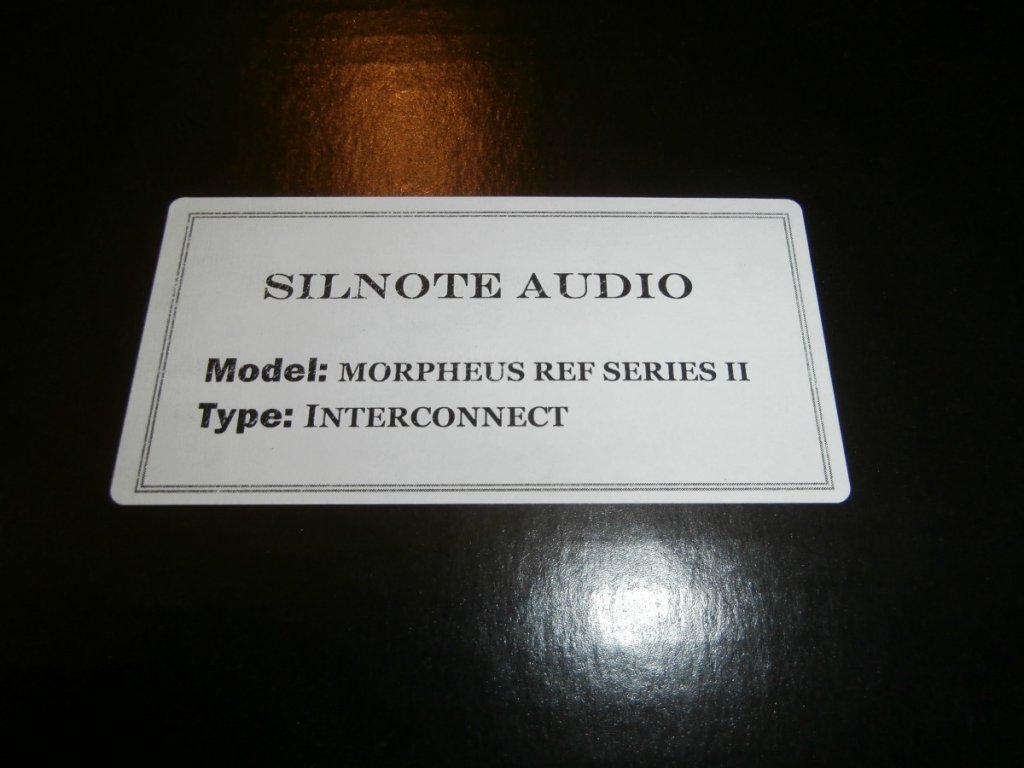 SILNOTE AUDIO
Model: MORPHEUS REF SERIES II
Type: INTERCONNECT